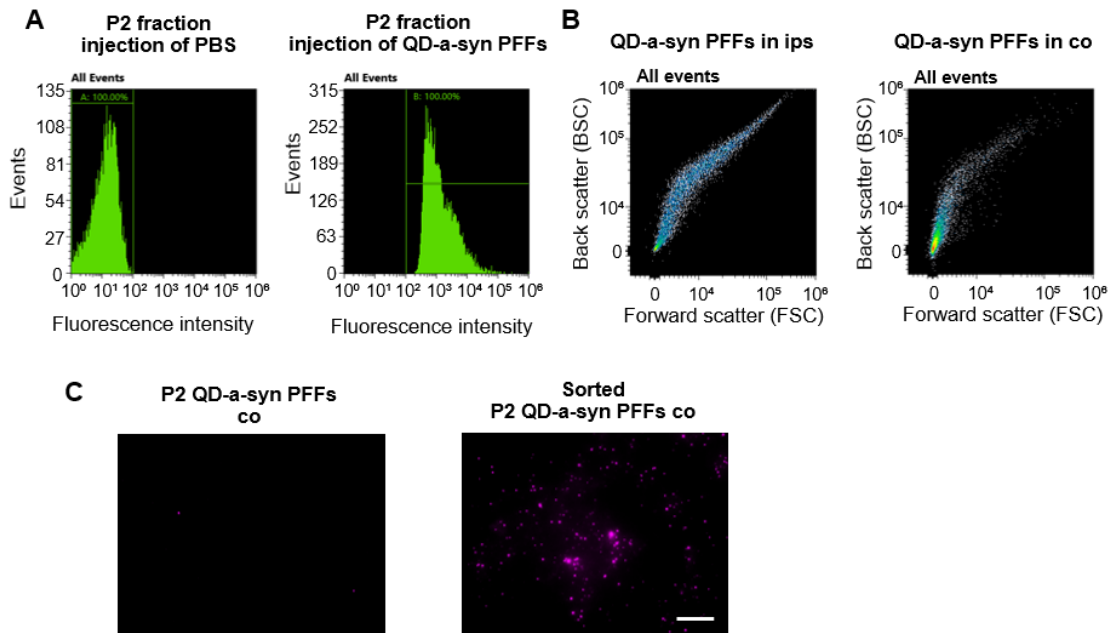 A
P2 fraction
injection of PBS
All Events
A: 100.00%
135
108
81
54
27
0
Events
10⁰ 10¹ 10² 10³ 10⁴ 10⁵ 10⁶
Fluorescence intensity
P2 fraction
injection of QD-a-syn PFFs
All Events
B: 100.00%
315
252
189
126
63
0
Events
10⁰ 10¹ 10² 10³ 10⁴ 10⁵ 10⁶
Fluorescence intensity
B
QD-a-syn PFFs in ips
All events
10⁶
10⁵
10⁴
0
Back scatter (BSC)
0 10⁴ 10⁵ 10⁶
Forward scatter (FSC)
QD-a-syn PFFs in co
All events
10⁶
10⁵
10⁴
0
Back scatter (BSC)
0 10⁴ 10⁵ 10⁶
Forward scatter (FSC)
C
P2 QD-a-syn PFFs
co
Sorted
P2 QD-a-syn PFFs co